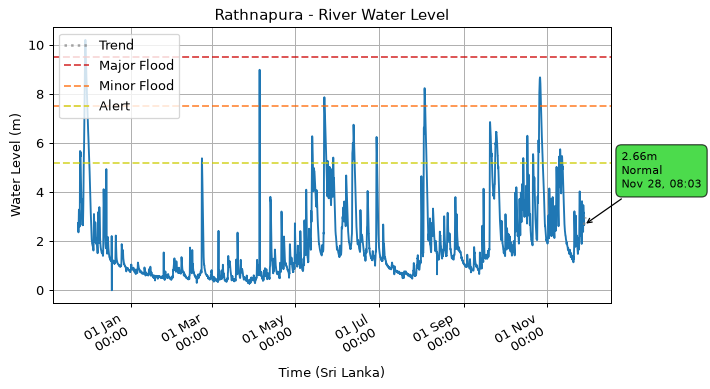 Rathnapura - River Water Level
Trend
Major Flood
Minor Flood
Alert
10
8
6
4
2
0
Water Level (m)
2.66m
Normal
Nov 28, 08:03
01 Jan
00:00
01 Mar
00:00
01 May
00:00
01 Jul
00:00
01 Sep
00:00
01 Nov
00:00
Time (Sri Lanka)